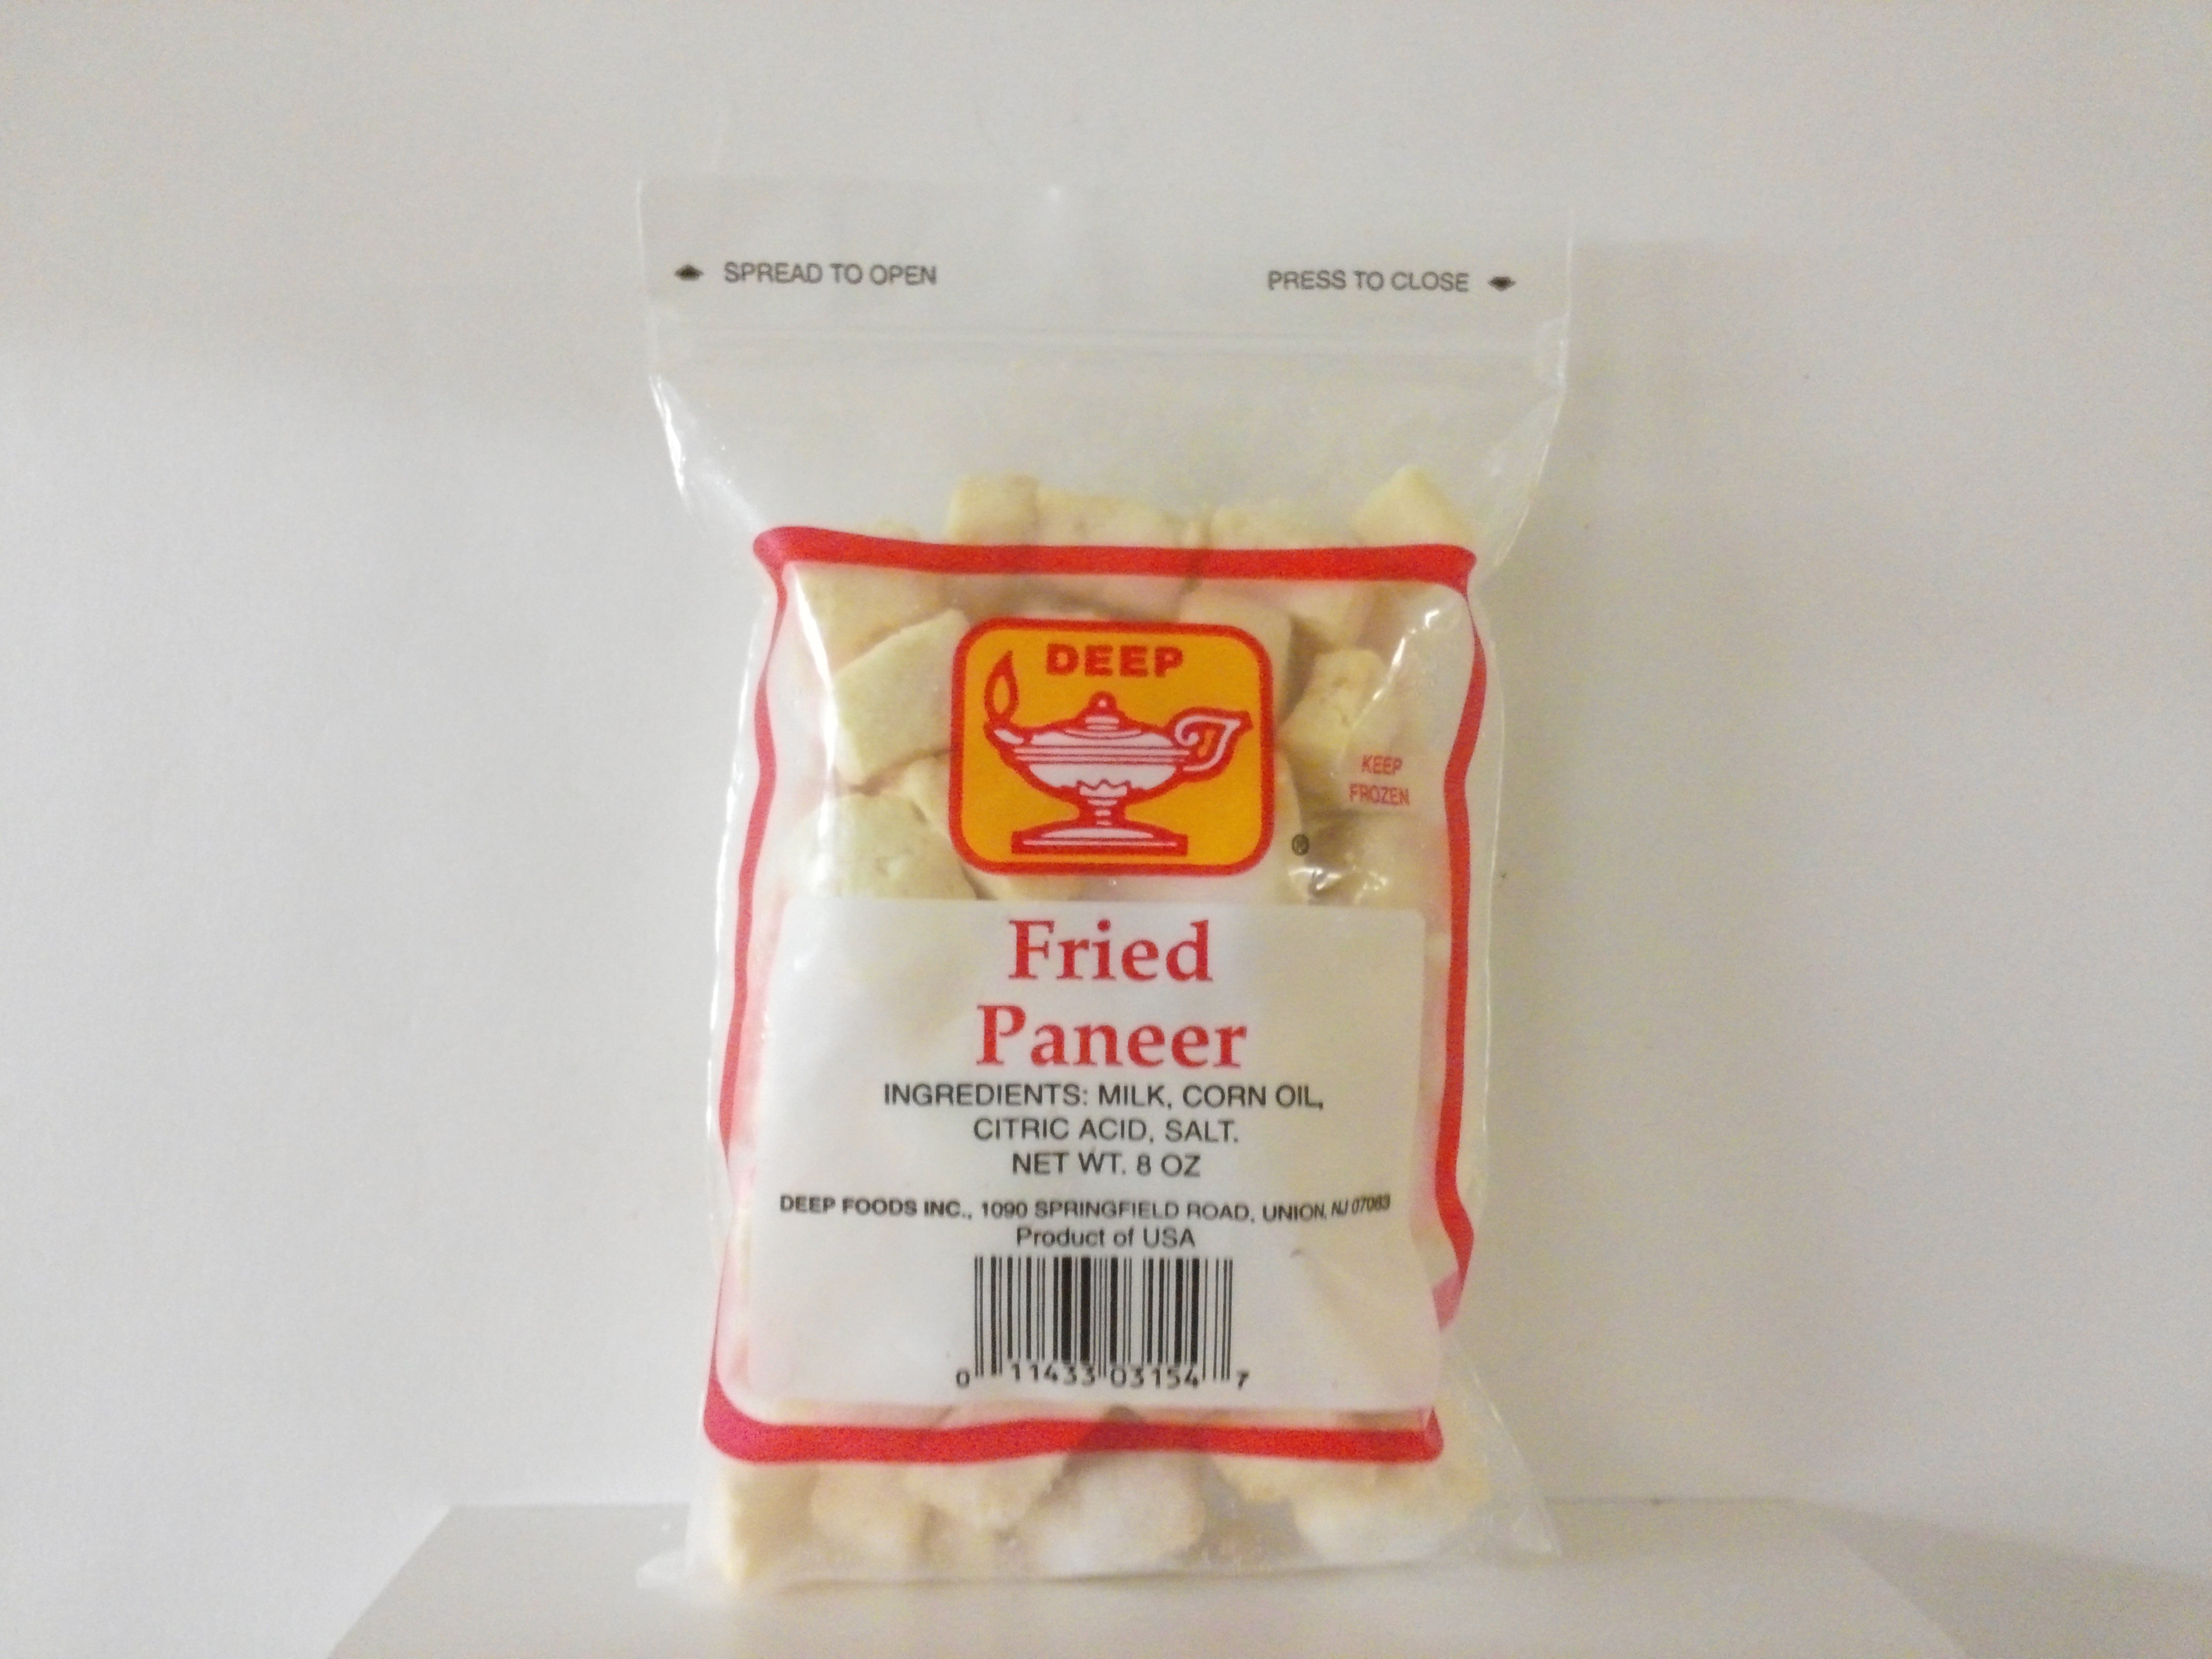 SPREAD TO OPEN
PRESS TO CLOSE
DEEP
KEEP
FROZEN
®
Fried
Paneer
INGREDIENTS: MILK, CORN OIL,
CITRIC ACID, SALT.
NET WT. 8 OZ
DEEP FOODS INC., 1090 SPRINGFIELD ROAD, UNION, NJ 07083
Product of USA
0 11433 03154 7